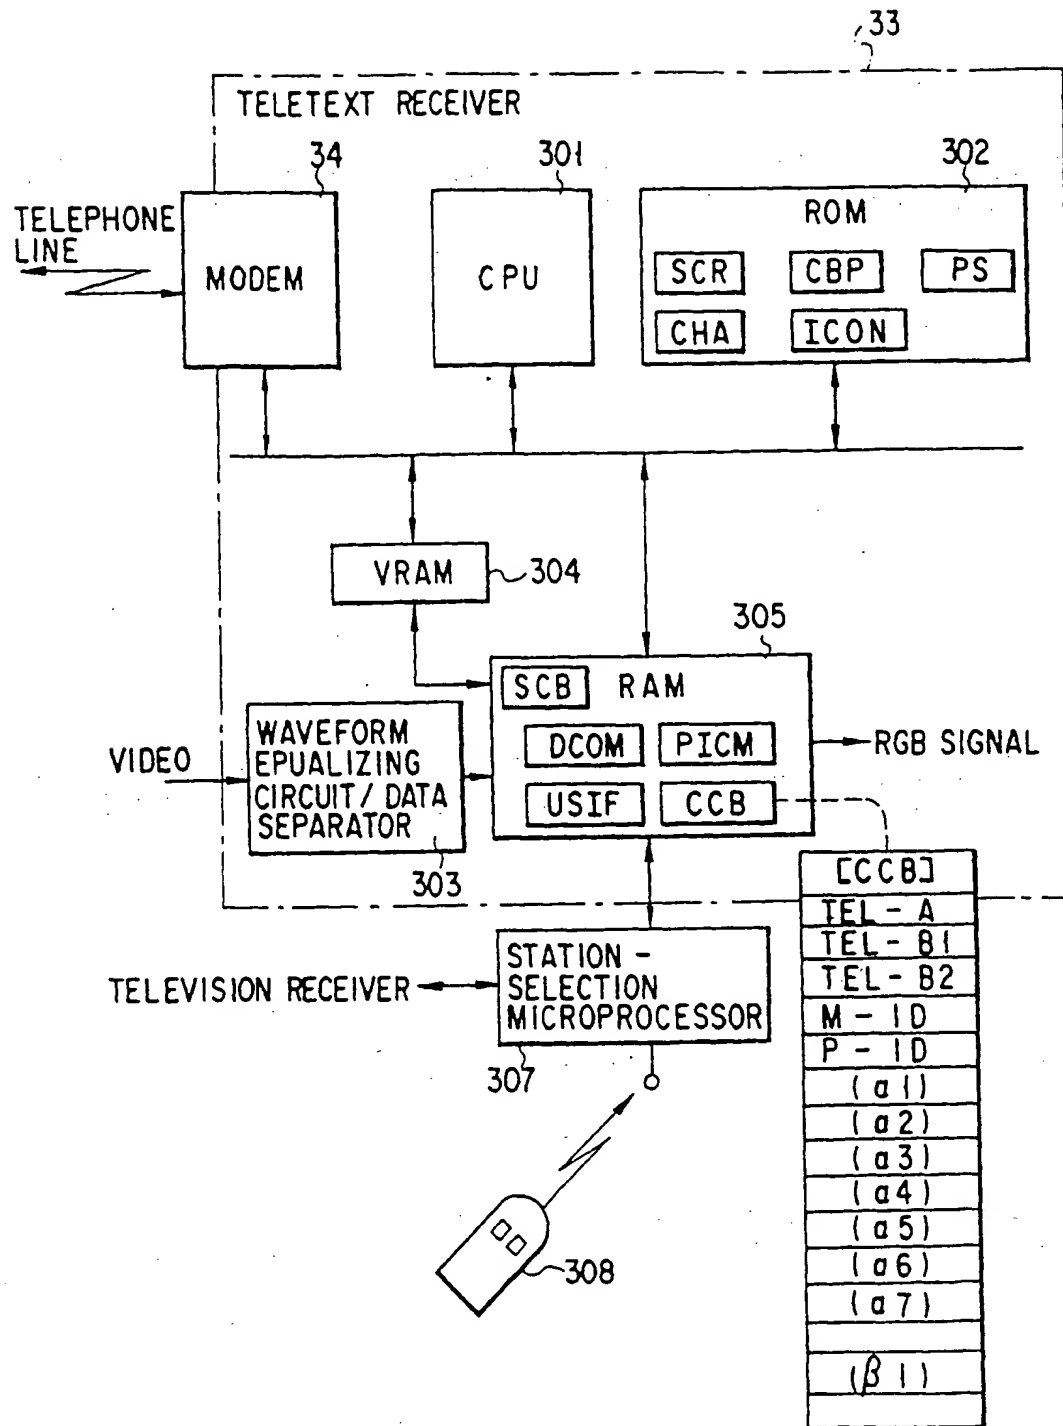 33
TELETEXT RECEIVER
34
301
302
TELEPHONE
LINE
MODEM
CPU
ROM
SCR
CBP
PS
CHA
ICON
VRAM
304
305
SCB
RAM
DCOM
PICM
USIF
CCB
VIDEO
WAVEFORM
EPUALIZING
CIRCUIT/DATA
SEPARATOR
303
RGB SIGNAL
[CCB]
TEL-A
TEL-B1
TEL-B2
M-ID
P-ID
(a1)
(a2)
(a3)
(a4)
(a5)
(a6)
(a7)
(β1)
TELEVISION RECEIVER
STATION-
SELECTION
MICROPROCESSOR
307
308